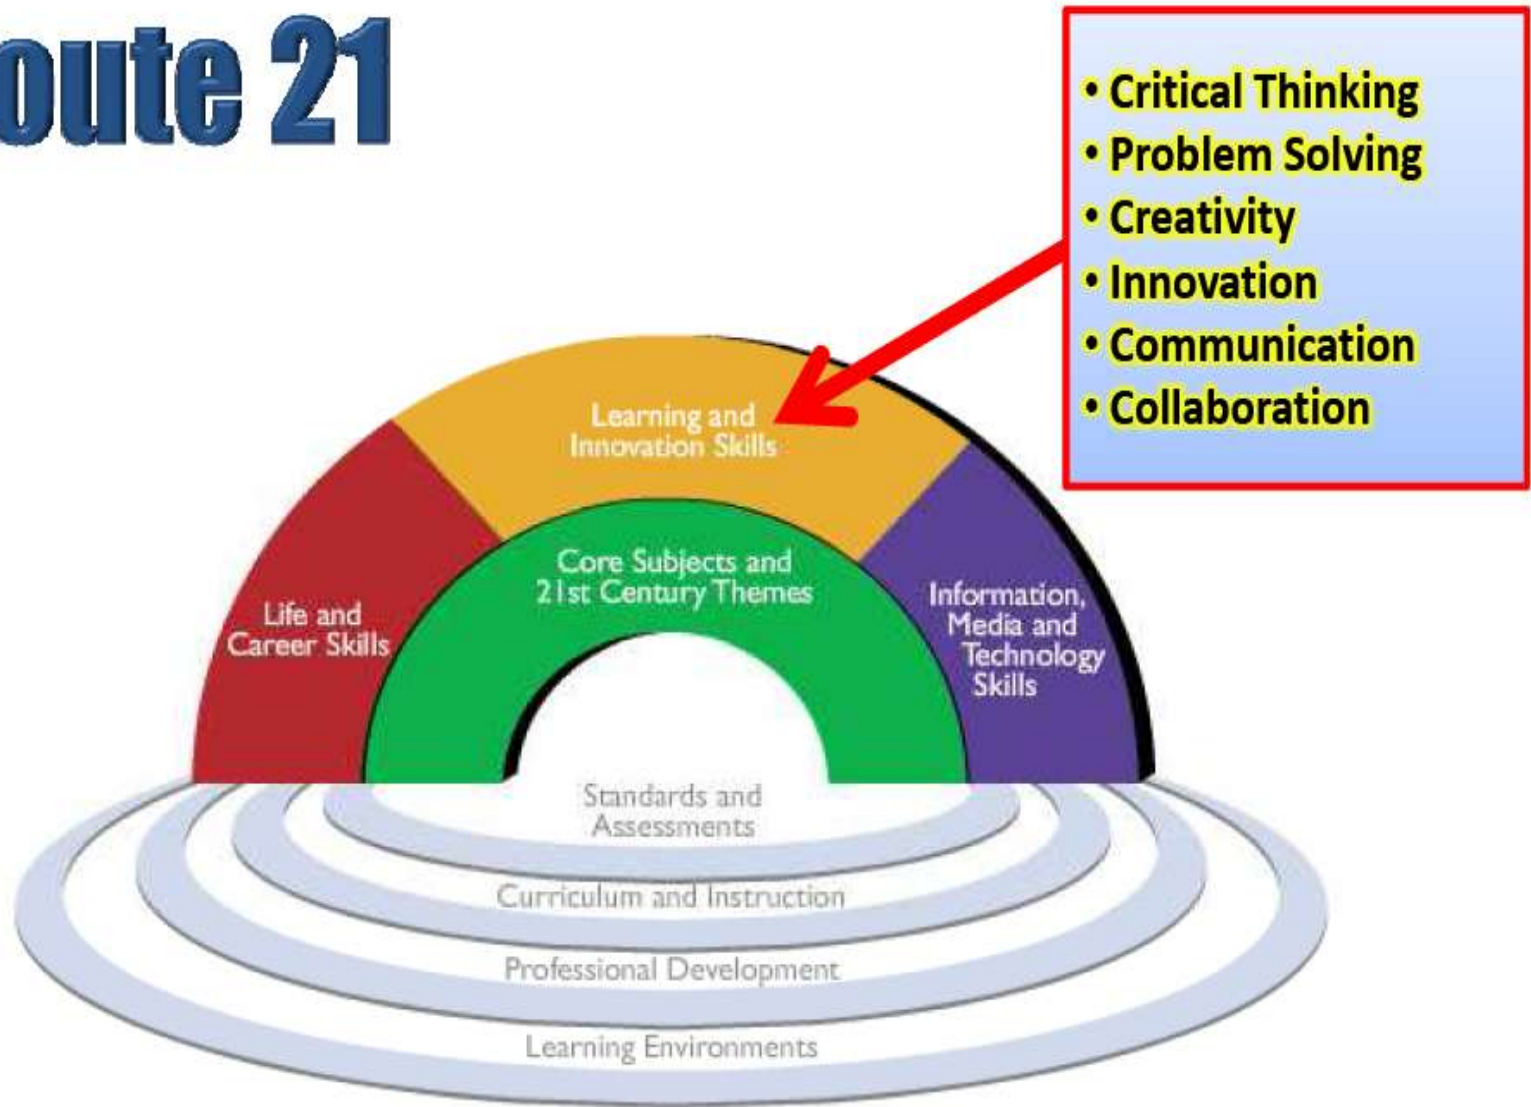 oute 21
• Critical Thinking
• Problem Solving
• Creativity
• Innovation
• Communication
• Collaboration
Learning and
Innovation Skills
Core Subjects and
21st Century Themes
Life and
Career Skills
Information,
Media and
Technology
Skills
Standards and
Assessments
Curriculum and Instruction
Professional Development
Learning Environments